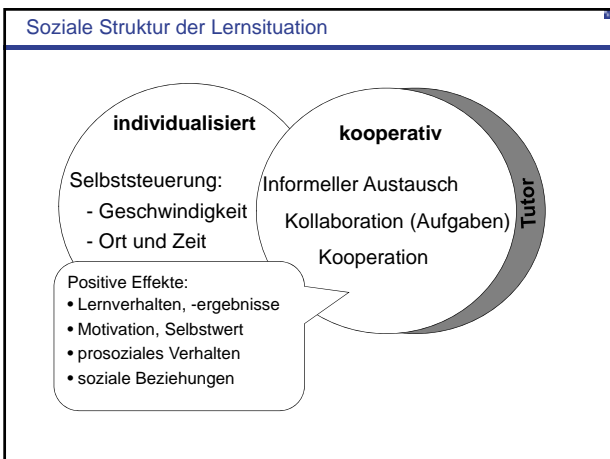 Soziale Struktur der Lernsituation
individualisiert
Selbststeuerung:
- Geschwindigkeit
- Ort und Zeit
kooperativ
Informeller Austausch
Kollaboration (Aufgaben)
Kooperation
Tutor
Positive Effekte:
• Lernverhalten, -ergebnisse
• Motivation, Selbstwert
• prosoziales Verhalten
• soziale Beziehungen